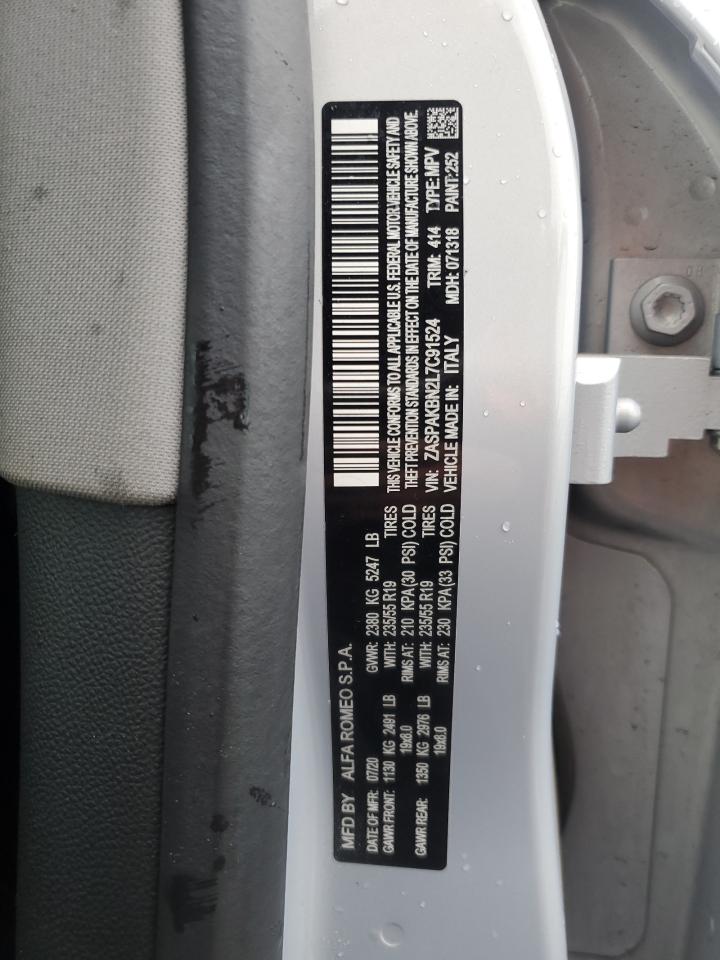 MFD BY ALFA ROMEO S.P.A.
DATE OF MFR: 07/20 GVWR: 2380 KG 5247 LB
GAWR FRONT: 1130 KG 2491 LB WITH: 235/55 R19 TIRES
19x8.0 RIMS AT: 210 KPA (30 PSI) COLD
GAWR REAR: 1350 KG 2976 LB WITH: 235/55 R19 TIRES
19x8.0 RIMS AT: 230 KPA (33 PSI) COLD
THIS VEHICLE CONFORMS TO ALL APPLICABLE U.S. FEDERAL MOTOR VEHICLE SAFETY AND
THEFT PREVENTION STANDARDS IN EFFECT ON THE DATE OF MANUFACTURE SHOWN ABOVE.
VIN: ZASPAKBN2L7C91524 TRIM: 414 TYPE: MPV
VEHICLE MADE IN: ITALY MDH: 071318 PAINT: 252